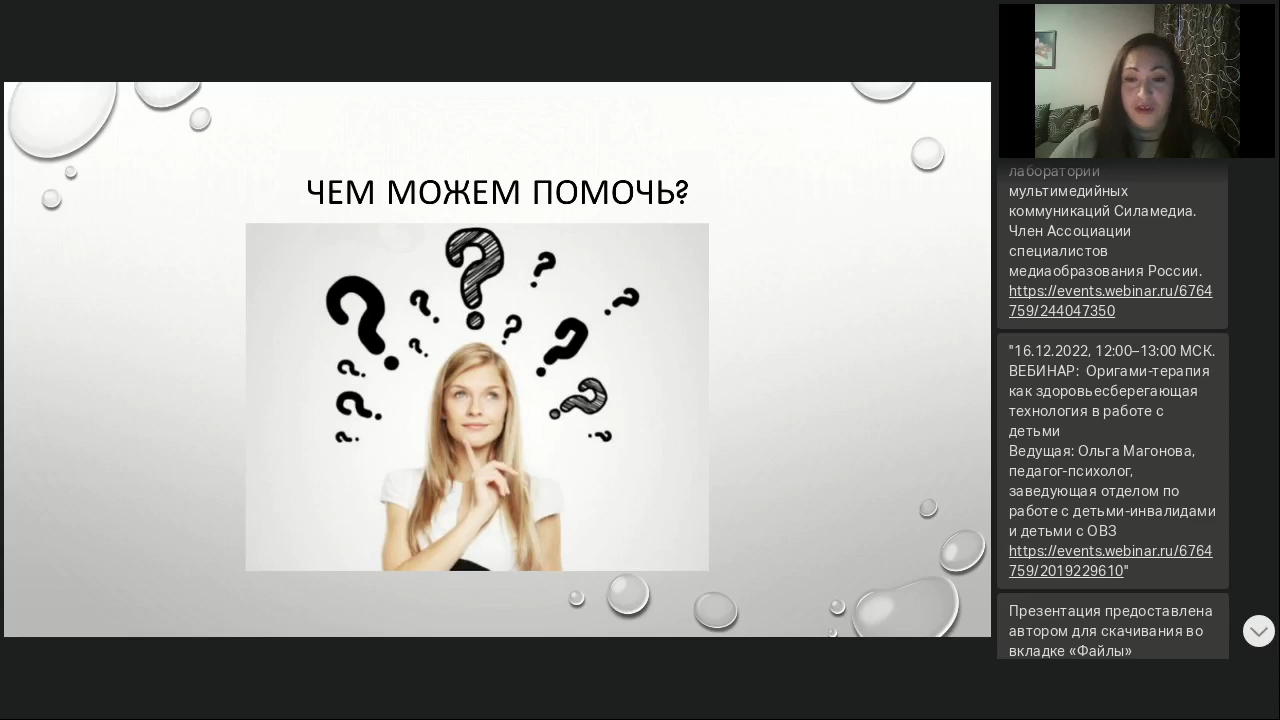 ЧЕМ МОЖЕМ ПОМОЧЬ?
лаборатории
мультимедийных
коммуникаций Силамедиа.
Член Ассоциации
специалистов
медиаобразования России.
https://events.webinar.ru/6764
759/244047350
"16.12.2022, 12:00–13:00 МСК.
ВЕБИНАР: Оригами-терапия
как здоровьесберегающая
технология в работе с
детьми
Ведущая: Ольга Магонова,
педагог-психолог,
заведующая отделом по
работе с детьми-инвалидами
и детьми с ОВЗ
https://events.webinar.ru/6764
759/2019229610"
Презентация предоставлена
автором для скачивания во
вкладке «Файлы»